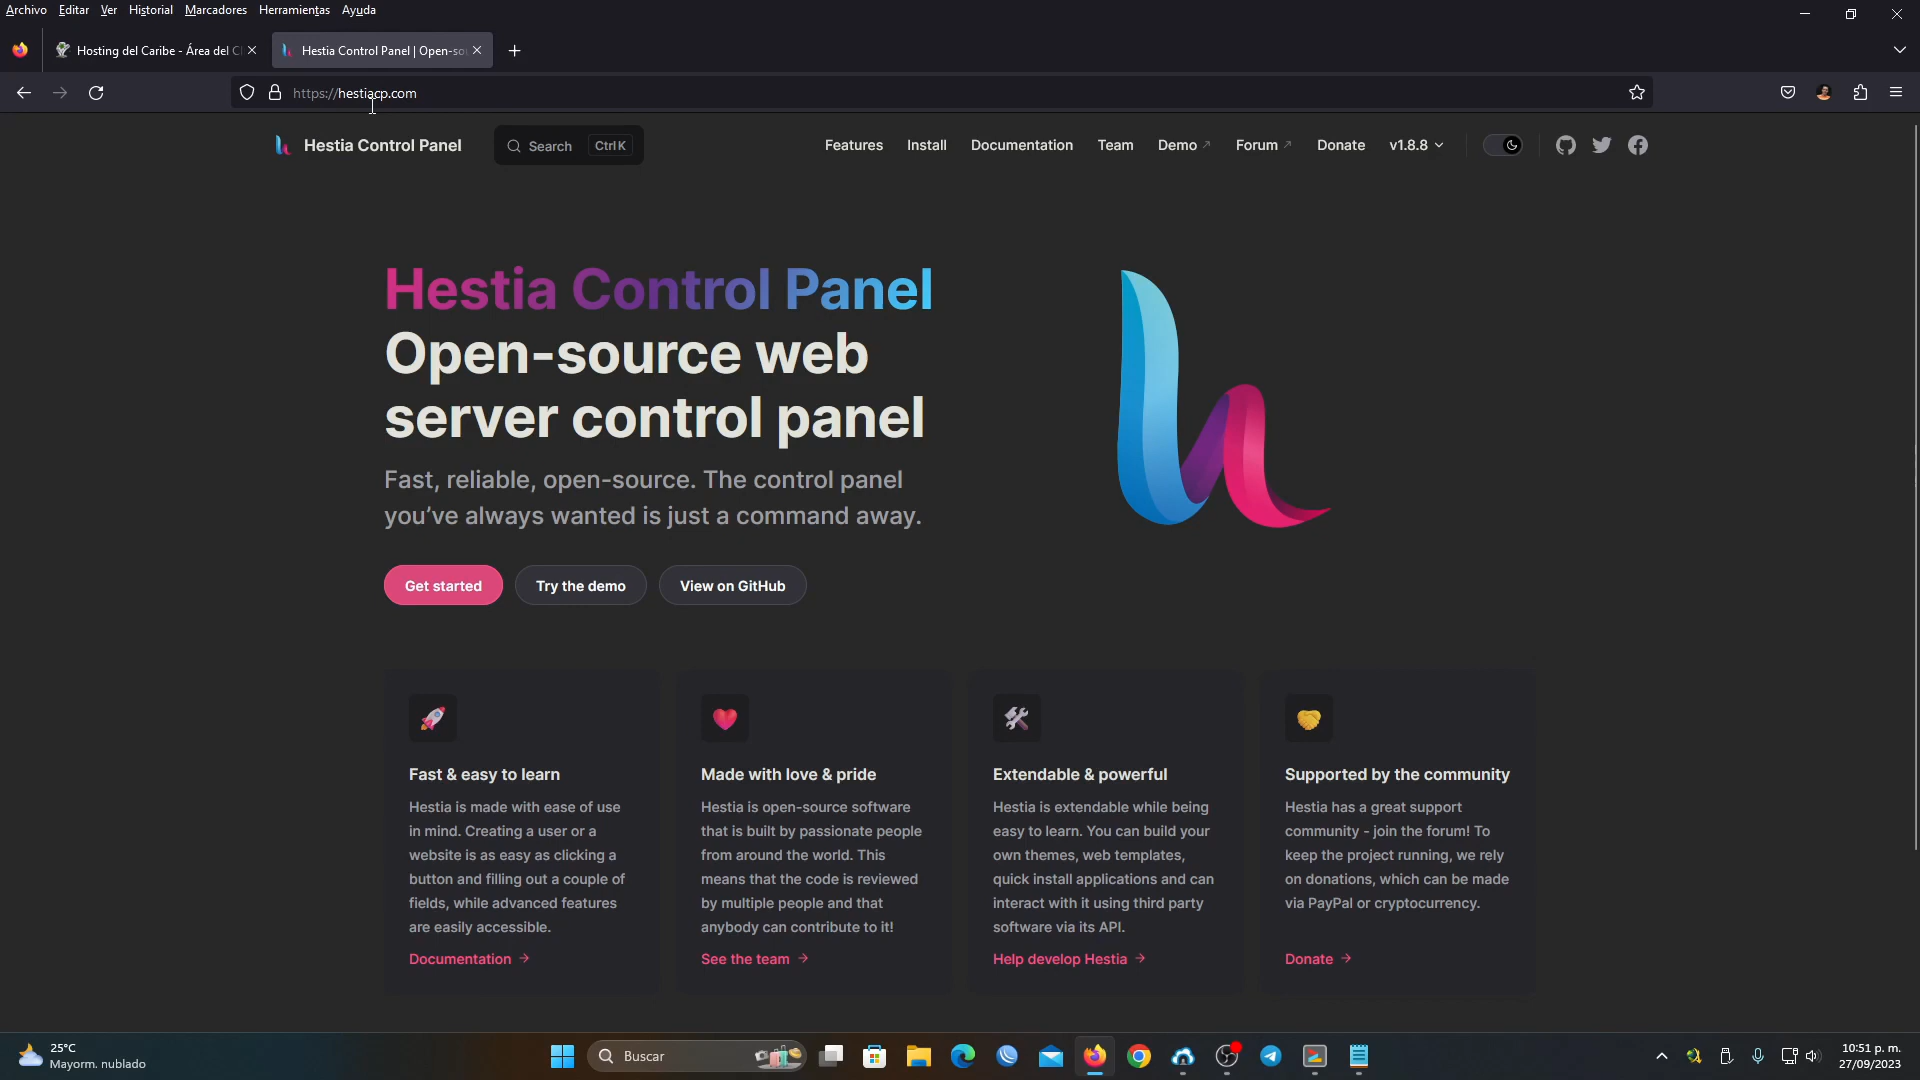 Archivo Editar Ver Historial Marcadores Herramientas Ayuda
Hosting del Caribe - Área del C
Hestia Control Panel | Open-so
https://hestiacp.com
Hestia Control Panel
Search Ctrl K
Features Install Documentation Team Demo Forum Donate v1.8.8
Hestia Control Panel
Open-source web
server control panel
Fast, reliable, open-source. The control panel
you’ve always wanted is just a command away.
Get started Try the demo View on GitHub
Fast & easy to learn
Hestia is made with ease of use
in mind. Creating a user or a
website is as easy as clicking a
button and filling out a couple of
fields, while advanced features
are easily accessible.
Documentation →
Made with love & pride
Hestia is open-source software
that is built by passionate people
from around the world. This
means that the code is reviewed
by multiple people and that
anybody can contribute to it!
See the team →
Extendable & powerful
Hestia is extendable while being
easy to learn. You can build your
own themes, web templates,
quick install applications and can
interact with it using third party
software via its API.
Help develop Hestia →
Supported by the community
Hestia has a great support
community - join the forum! To
keep the project running, we rely
on donations, which can be made
via PayPal or cryptocurrency.
Donate →
25°C
Mayorm. nublado
Buscar
10:51 p. m.
27/09/2023